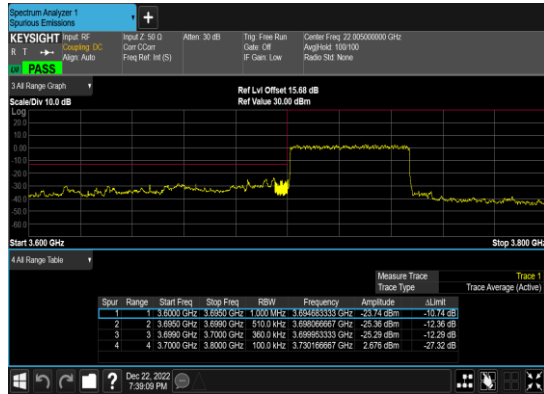 Spectrum Analyzer 1
Spurious Emissions
+
KEYSIGHT Input: RF Input Z: 50 Ω Atten: 30 dB Trig: Free Run Center Freq: 22.005000000 GHz
R T Coupling: DC Corr CCorr Gate: Off Avg|Hold: 100/100
Align: Auto Freq Ref: Int (S) IF Gain: Low Radio Std: None
PASS
3 All Range Graph
Ref Lvl Offset 15.68 dB
Scale/Div 10.0 dB Ref Value 30.00 dBm
Log
20.0
10.0
0.00
-10.0
-20.0
-30.0
-40.0
-50.0
-60.0
Start 3.600 GHz Stop 3.800 GHz
4 All Range Table
Measure Trace Trace 1
Trace Type Trace Average (Active)
Spur Range Start Freq Stop Freq RBW Frequency Amplitude ΔLimit
1 1 3.6000 GHz 3.6950 GHz 1.000 MHz 3.694683333 GHz -23.74 dBm -10.74 dB
2 2 3.6950 GHz 3.6990 GHz 510.0 kHz 3.698066667 GHz -25.36 dBm -12.36 dB
3 3 3.6990 GHz 3.7000 GHz 360.0 kHz 3.699953333 GHz -25.29 dBm -12.29 dB
4 4 3.7000 GHz 3.8000 GHz 100.0 kHz 3.730166667 GHz 2.676 dBm -27.32 dB
?
Dec 22, 2022
7:39:09 PM